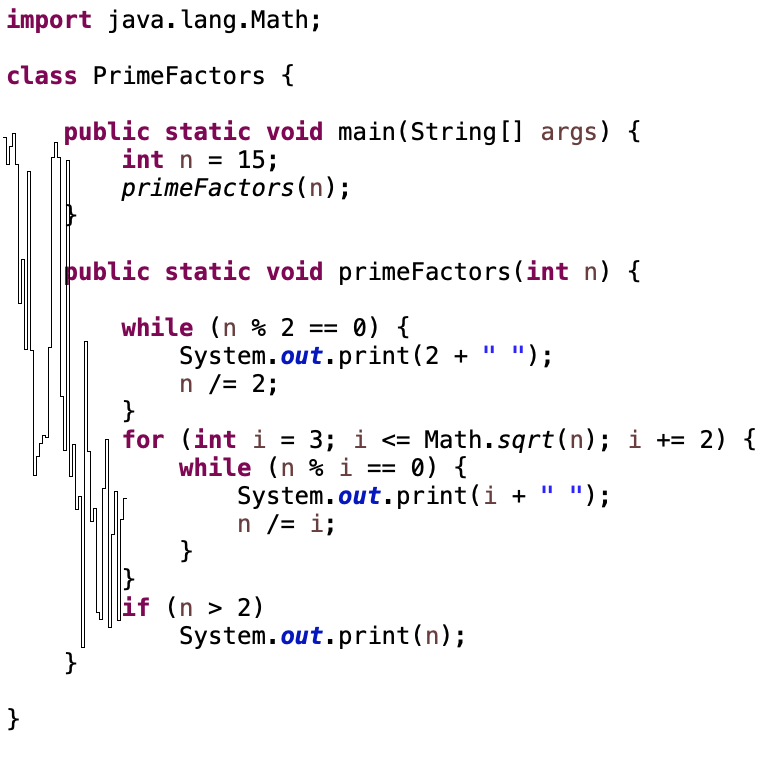 import java.lang.Math;
class PrimeFactors {
public static void main(String[] args) {
int n = 15;
primeFactors(n);
}
public static void primeFactors(int n) {
while (n % 2 == 0) {
System.out.print(2 + " ");
n /= 2;
}
for (int i = 3; i <= Math.sqrt(n); i += 2) {
while (n % i == 0) {
System.out.print(i + " ");
n /= i;
}
}
if (n > 2)
System.out.print(n);
}
}